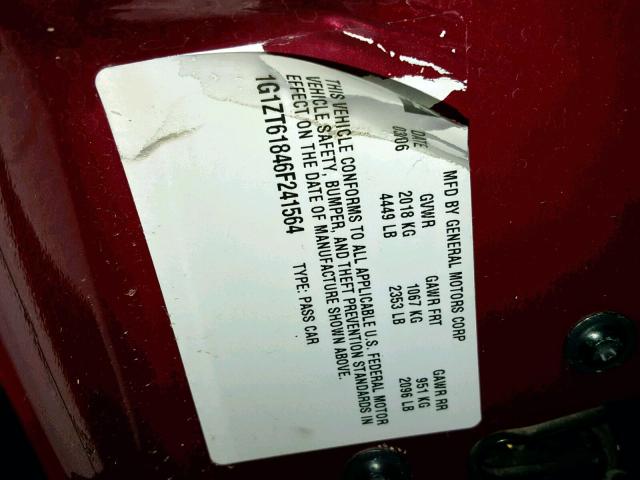 MFD BY GENERAL MOTORS CORP
DATE GVWR GAWR FRT GAWR RR
03/06 2018 KG 1067 KG 951 KG
4449 LB 2353 LB 2096 LB
THIS VEHICLE CONFORMS TO ALL APPLICABLE U.S. FEDERAL MOTOR
VEHICLE SAFETY, BUMPER, AND THEFT PREVENTION STANDARDS IN
EFFECT ON THE DATE OF MANUFACTURE SHOWN ABOVE.
1G1ZT61846F241564 TYPE: PASS CAR